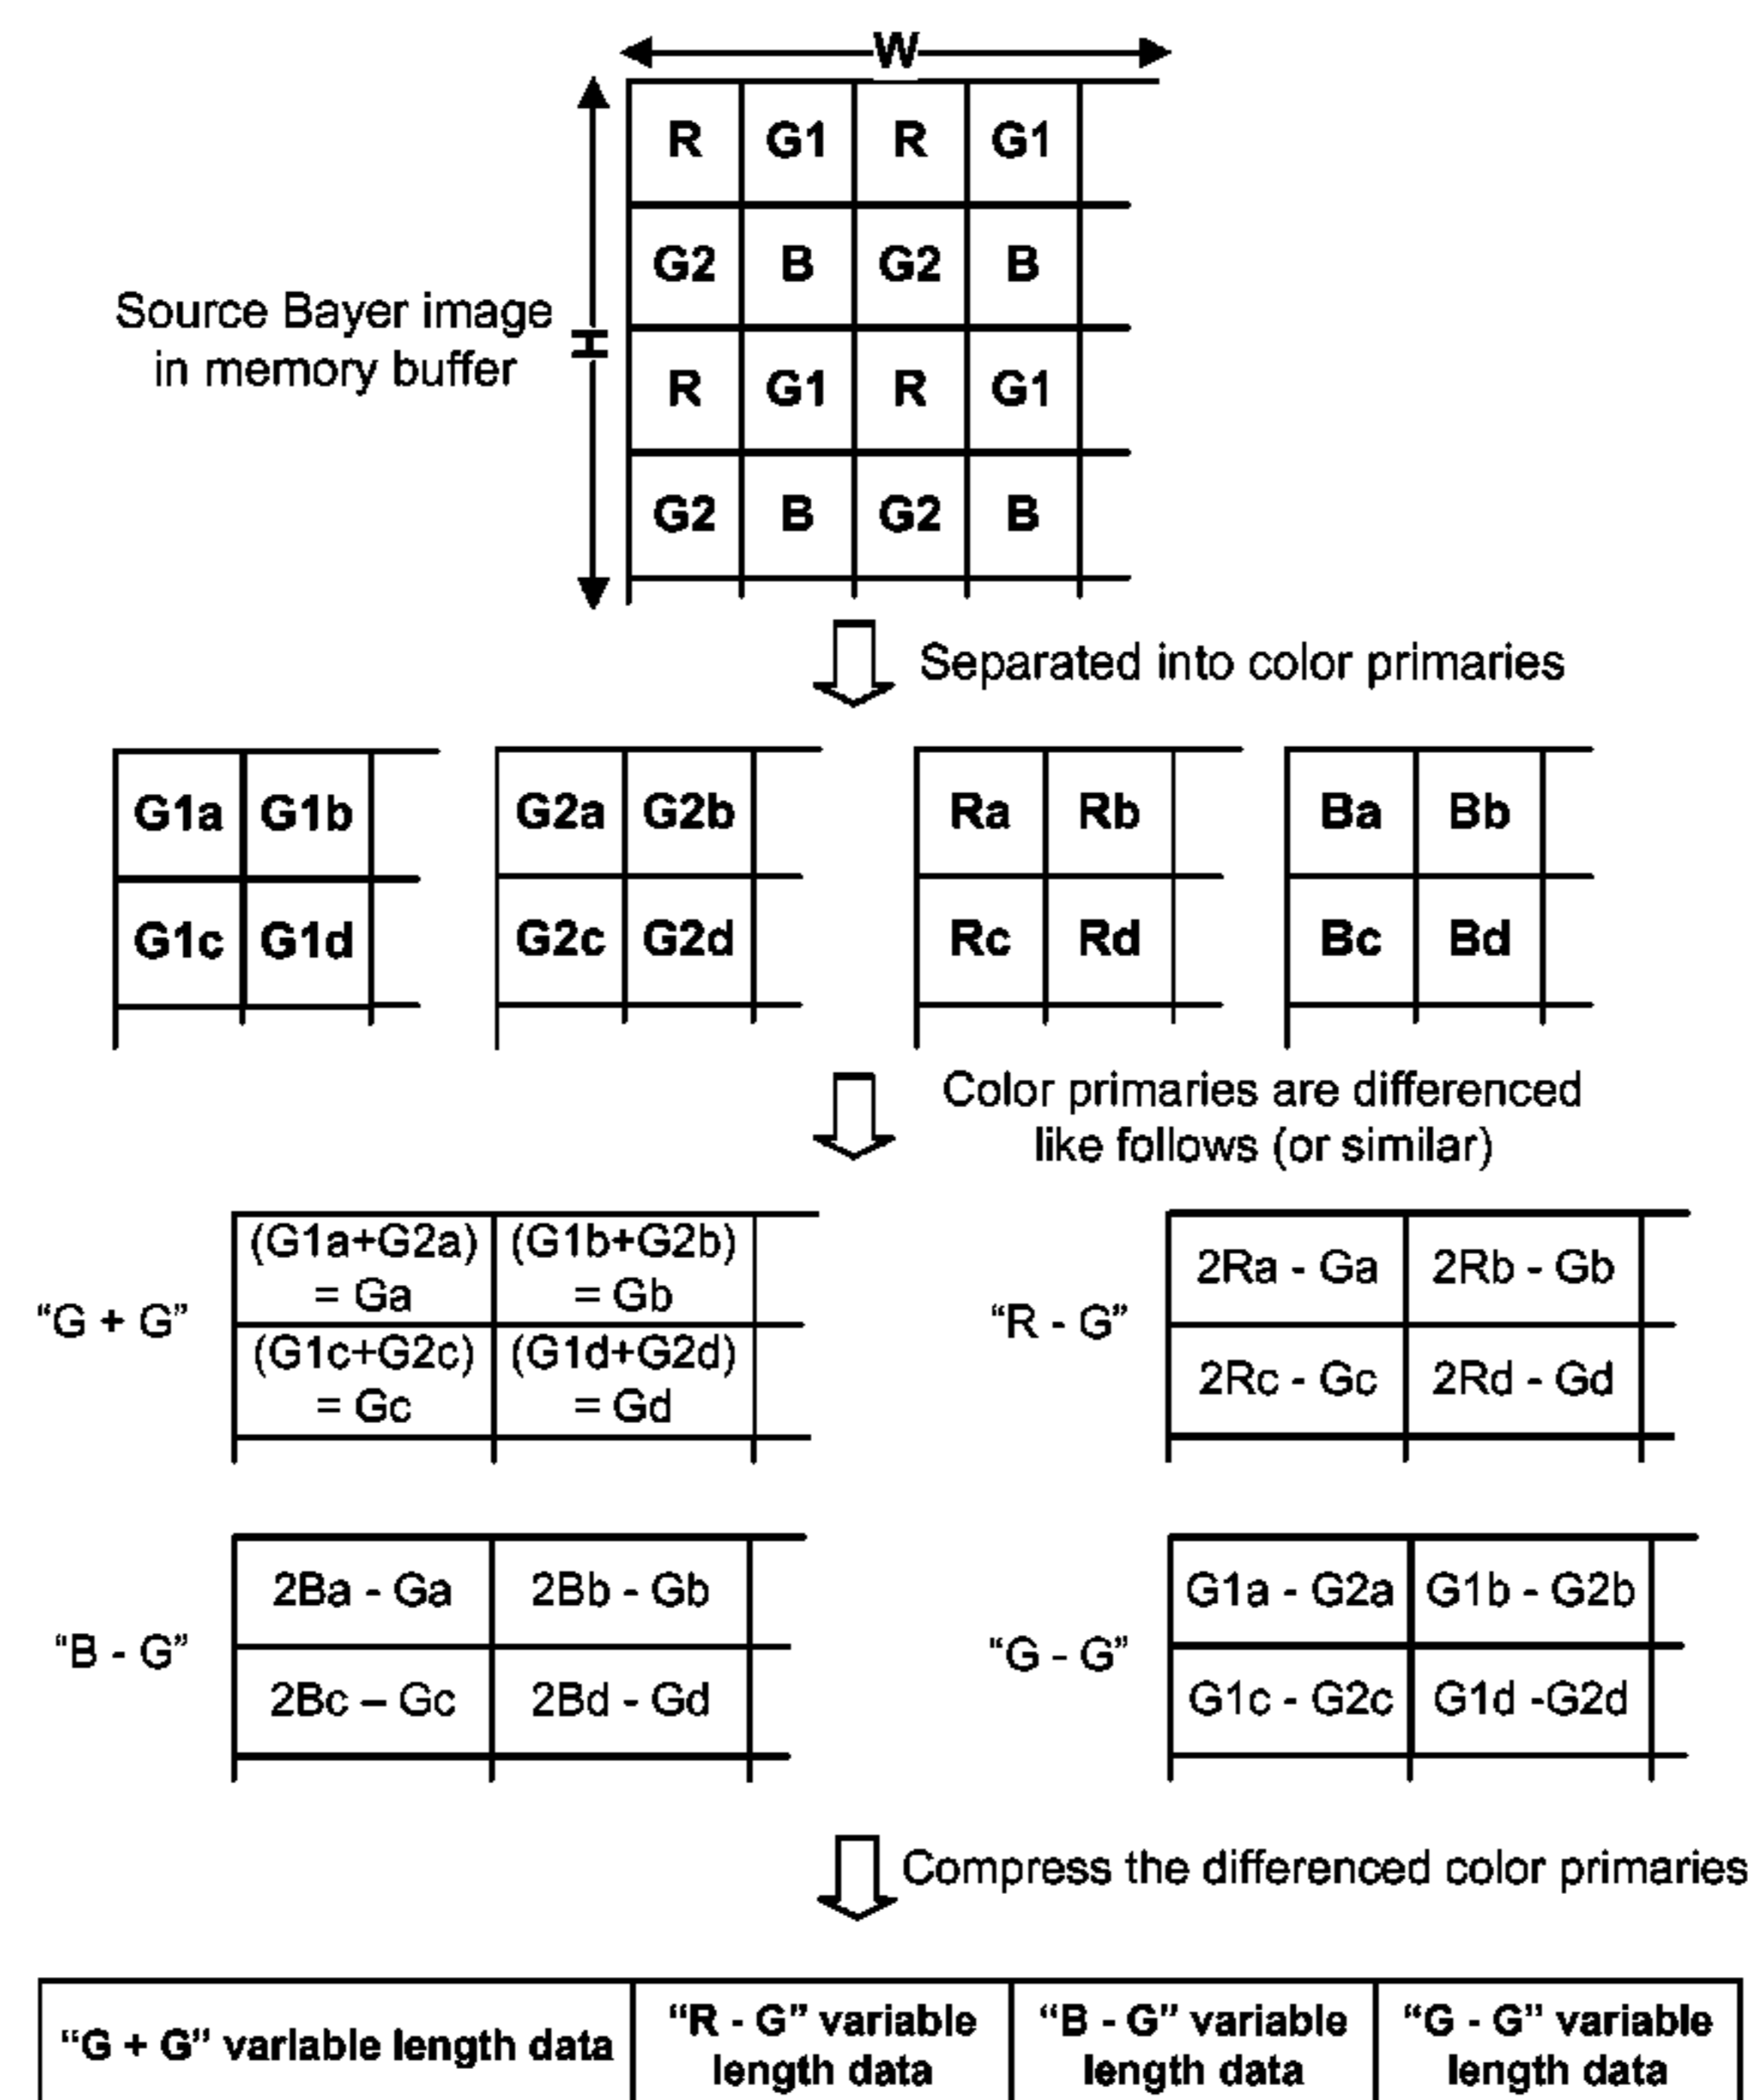 W
R G1 R G1
G2 B G2 B
Source Bayer image
in memory buffer
H
R G1 R G1
G2 B G2 B
Separated into color primaries
G1a G1b G2a G2b Ra Rb Ba Bb
G1c G1d G2c G2d Rc Rd Bc Bd
Color primaries are differenced
like follows (or similar)
“G + G”
(G1a+G2a) (G1b+G2b)
= Ga = Gb
(G1c+G2c) (G1d+G2d)
= Gc = Gd
“R - G”
2Ra - Ga 2Rb - Gb
2Rc - Gc 2Rd - Gd
“B - G”
2Ba - Ga 2Bb - Gb
2Bc – Gc 2Bd - Gd
“G - G”
G1a - G2a G1b - G2b
G1c - G2c G1d -G2d
Compress the differenced color primaries
“G + G” variable length data
“R - G” variable
length data
“B - G” variable
length data
“G - G” variable
length data